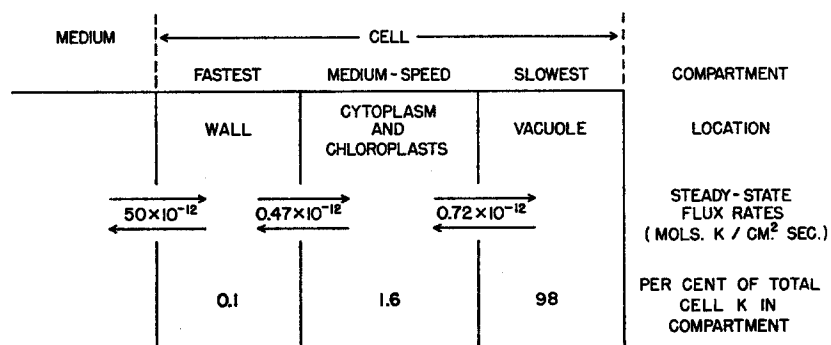 MEDIUM CELL
FASTEST MEDIUM-SPEED SLOWEST COMPARTMENT
WALL CYTOPLASM AND CHLOROPLASTS VACUOLE LOCATION
50×10⁻¹² 0.47×10⁻¹² 0.72×10⁻¹² STEADY-STATE
FLUX RATES
(MOLS. K / CM.² SEC.)
0.1 1.6 98 PER CENT OF TOTAL
CELL K IN
COMPARTMENT